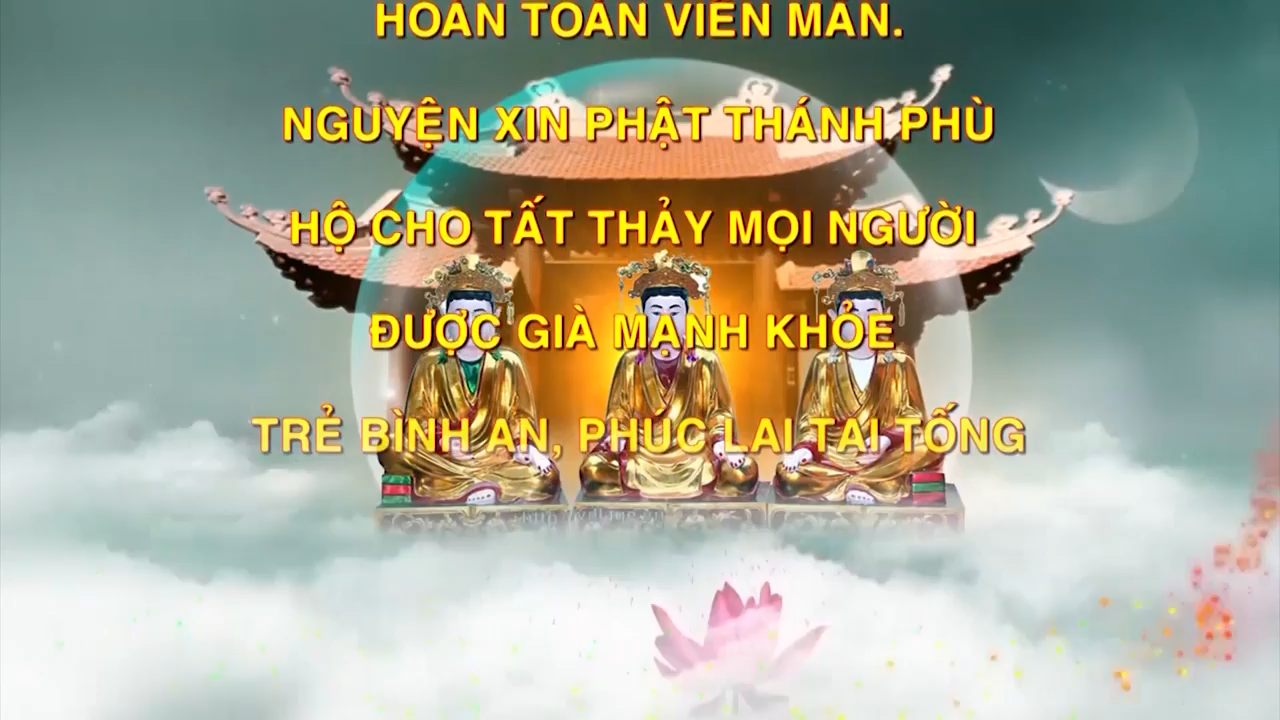 HOÀN TOÀN VIÊN MÃN.
NGUYỆN XIN PHẬT THÁNH PHÙ
HỘ CHO TẤT THẢY MỌI NGƯỜI
ĐƯỢC GIÀ MẠNH KHỎE
TRẺ BÌNH AN, PHÚC LAI TAI TỐNG